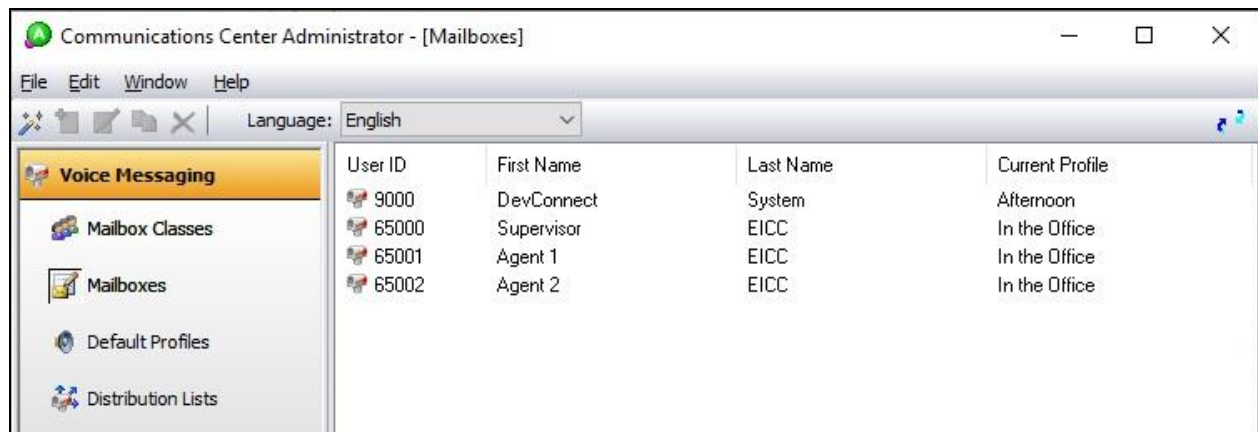 Communications Center Administrator - [Mailboxes]
File Edit Window Help
Language: English
Voice Messaging
Mailbox Classes
Mailboxes
Default Profiles
Distribution Lists
User ID First Name Last Name Current Profile
9000 DevConnect System Afternoon
65000 Supervisor EICC In the Office
65001 Agent 1 EICC In the Office
65002 Agent 2 EICC In the Office